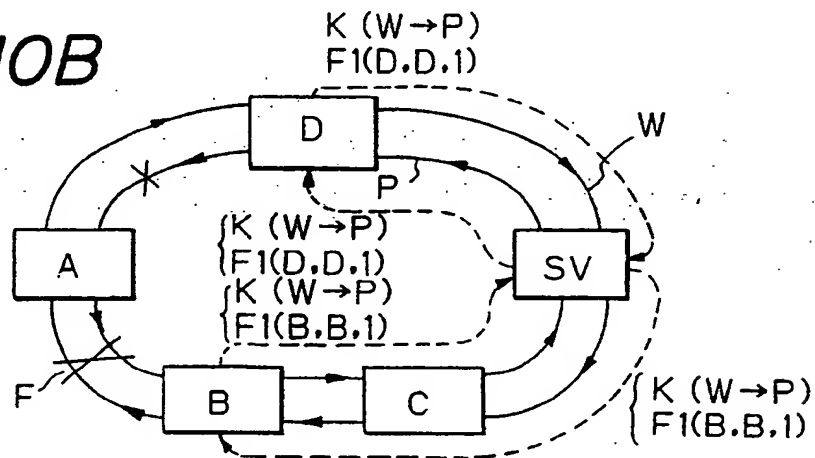 10B
K (W→P)
F1(D.D.1)
D
W
P
A
K (W→P)
F1(D.D.1)
K (W→P)
F1(B.B.1)
SV
F
B
C
K (W→P)
F1(B.B.1)